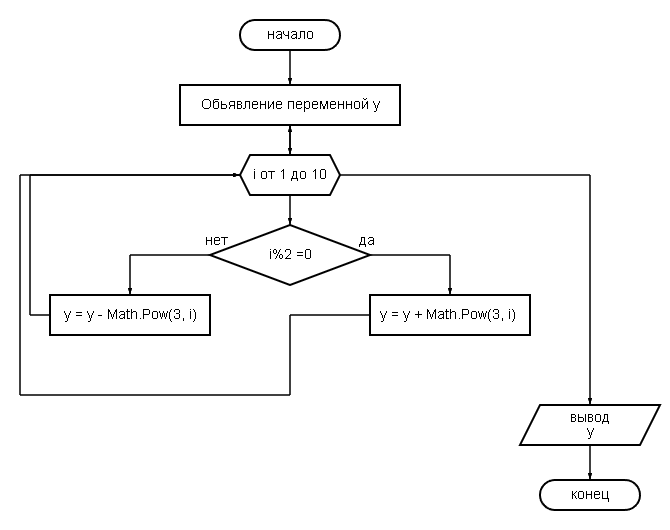 начало
Обьявление переменной y
i от 1 до 10
нет
да
i%2 =0
y = y - Math.Pow(3, i)
y = y + Math.Pow(3, i)
вывод
y
конец